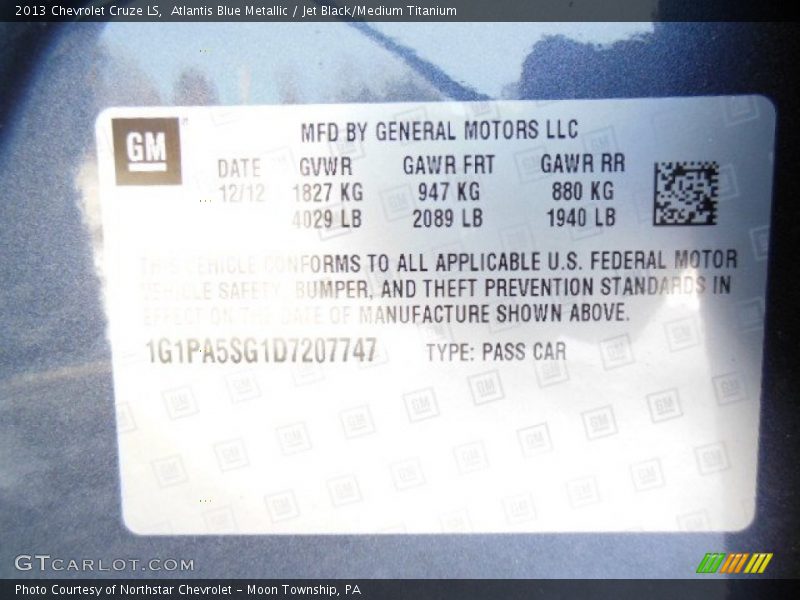 2013 Chevrolet Cruze LS, Atlantis Blue Metallic / Jet Black/Medium Titanium
GM
MFD BY GENERAL MOTORS LLC
DATE GVWR GAWR FRT GAWR RR
12/12 1827 KG 947 KG 880 KG
4029 LB 2089 LB 1940 LB
THIS VEHICLE CONFORMS TO ALL APPLICABLE U.S. FEDERAL MOTOR
VEHICLE SAFETY, BUMPER, AND THEFT PREVENTION STANDARDS IN
EFFECT ON THE DATE OF MANUFACTURE SHOWN ABOVE.
1G1PA5SG1D7207747 TYPE: PASS CAR
GTCARLOT.COM
Photo Courtesy of Northstar Chevrolet - Moon Township, PA